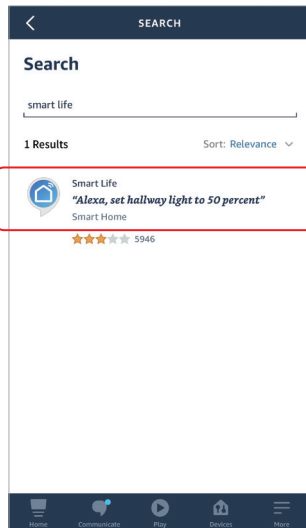 SEARCH
Search
smart life
1 Results Sort: Relevance
Smart Life
“Alexa, set hallway light to 50 percent”
Smart Home
5946
Home Communicate Play Devices More